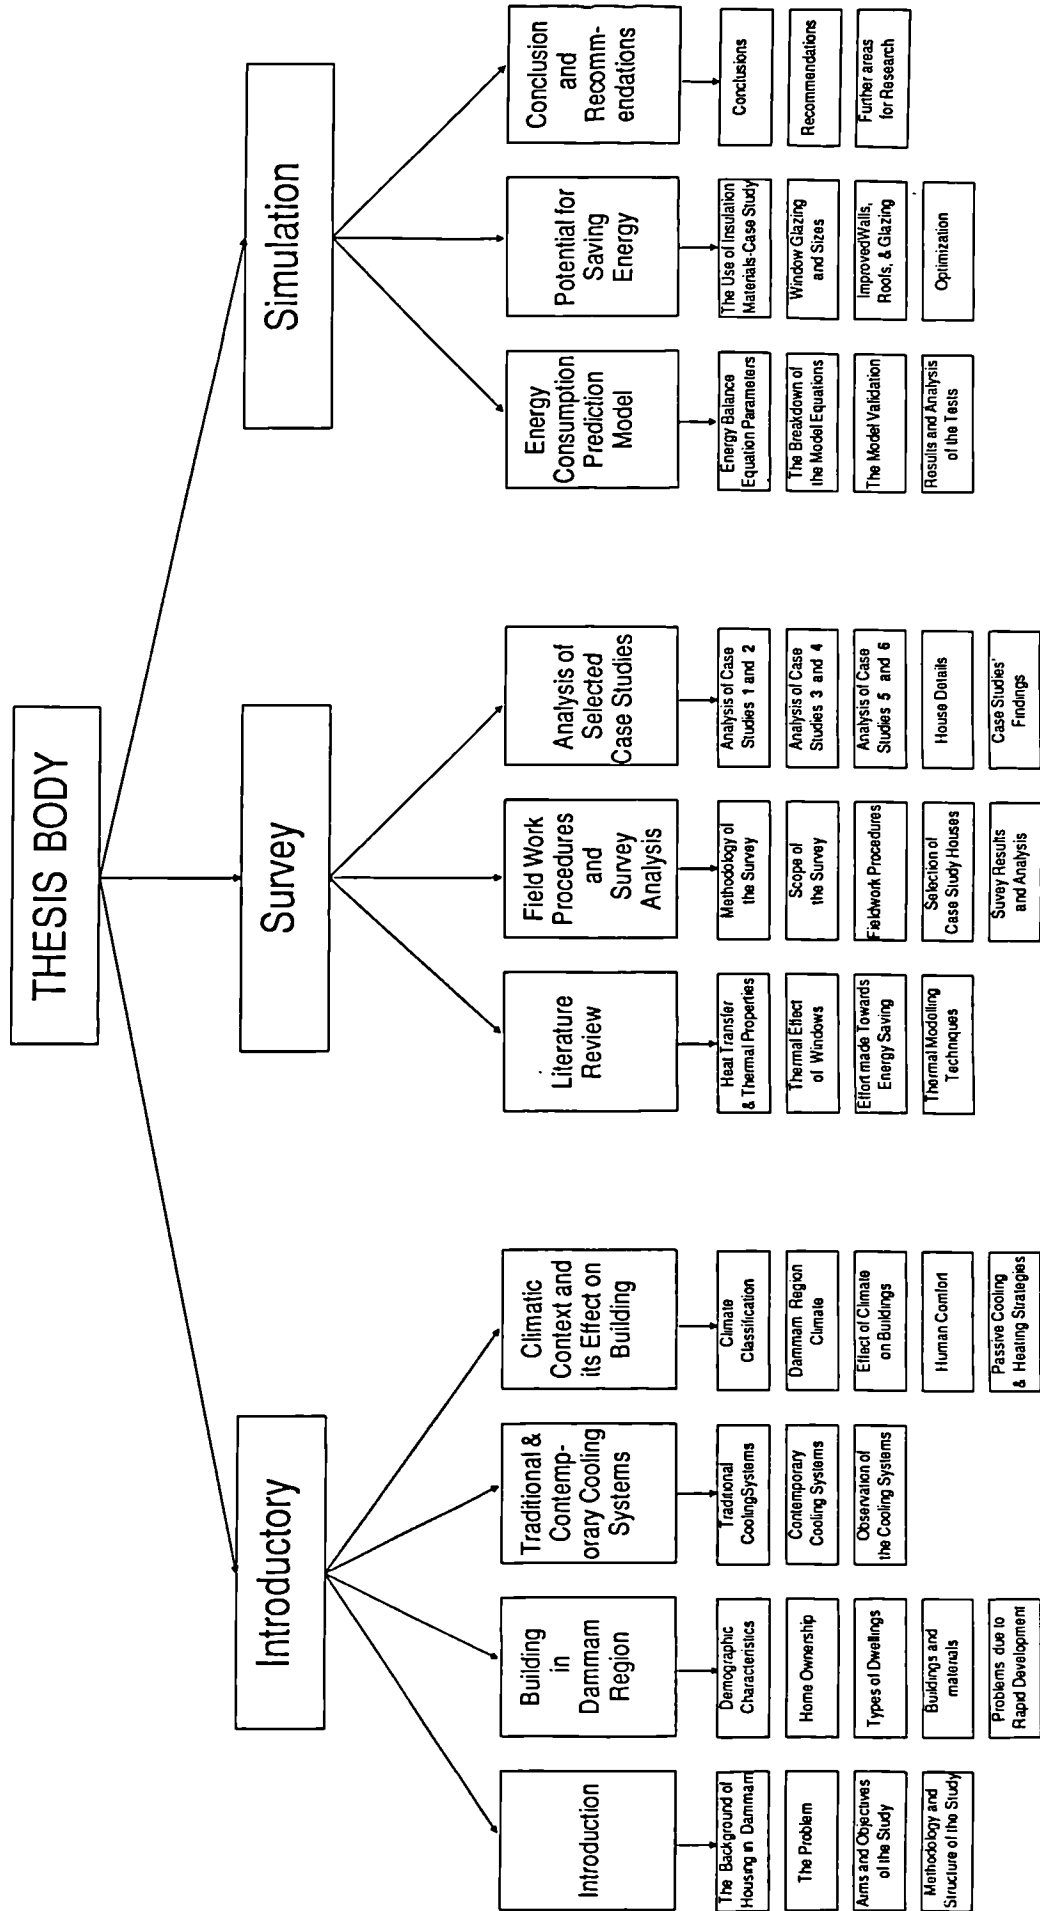 THESIS BODY
Introductory
Survey
Simulation
Introduction
Building
in
Dammam
Region
Traditional &
Contemp-
orary Cooling
Systems
Climatic
Context and
its Effect on
Building
Literature
Review
Field Work
Procedures
and
Survey
Analysis
Analysis of
Selected
Case Studies
Energy
Consumption
Prediction
Model
Potential for
Saving
Energy
Conclusion
and
Recomm-
endations
The Background of
Housing in Dammam
The Problem
Aims and Objectives
of the Study
Methodology and
Structure of the Study
Demographic
Characteristics
Home Ownership
Types of Dwellings
Buildings and
materials
Problems due to
Rapid Development
Traditional
CoolingSystems
Contemporary
Cooling Systems
Observation of
the Cooling Systems
Climate
Classification
Dammam Region
Climate
Effect of Climate
on Buildings
Human Comfort
Passive Cooling
& Heating Strategies
Heat Transfer
& Thermal Properties
Thermal Effect
of Windows
Effort made Towards
Energy Saving
Thermal Modelling
Techniques
Methodology of
the Survey
Scope of
the Survey
Fieldwork Procedures
Selection of
Case Study Houses
Suvey Results
and Analysis
Analysis of Case
Studies 1 and 2
Analysis of Case
Studies 3 and 4
Analysis of Case
Studies 5 and 6
House Details
Case Studies'
Findings
Energy Balance
Equation Parameters
The Breakdown of
the Model Equations
The Model Validation
Results and Analysis
of the Tests
The Use of Insulation
Materials-Case Study
Window Glazing
and Sizes
ImprovedWalls,
Roofs, & Glazing
Optimization
Conclusions
Recommendations
Further areas
for Research